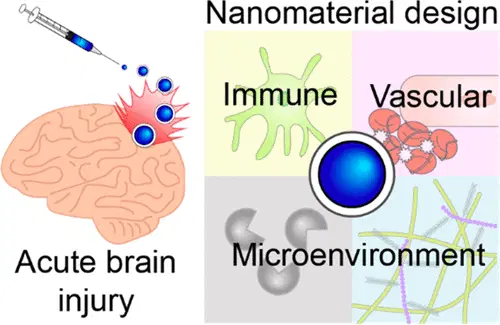 Nanomaterial design
Immune
Vascular
Microenvironment
Acute brain
injury